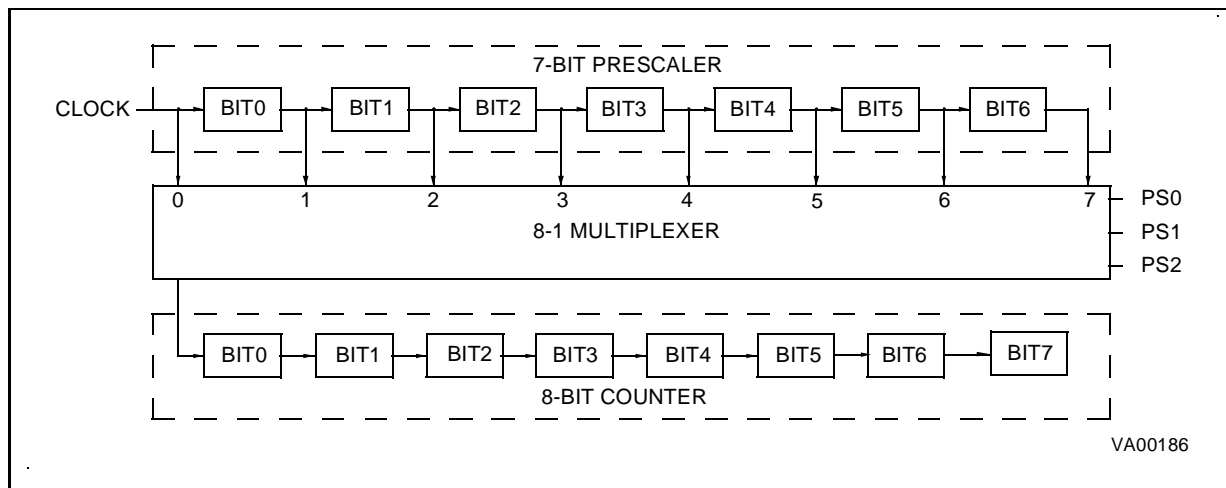 7-BIT PRESCALER
CLOCK BIT0 BIT1 BIT2 BIT3 BIT4 BIT5 BIT6
0 1 2 3 4 5 6 7 PS0
8-1 MULTIPLEXER PS1
PS2
BIT0 BIT1 BIT2 BIT3 BIT4 BIT5 BIT6 BIT7
8-BIT COUNTER
VA00186